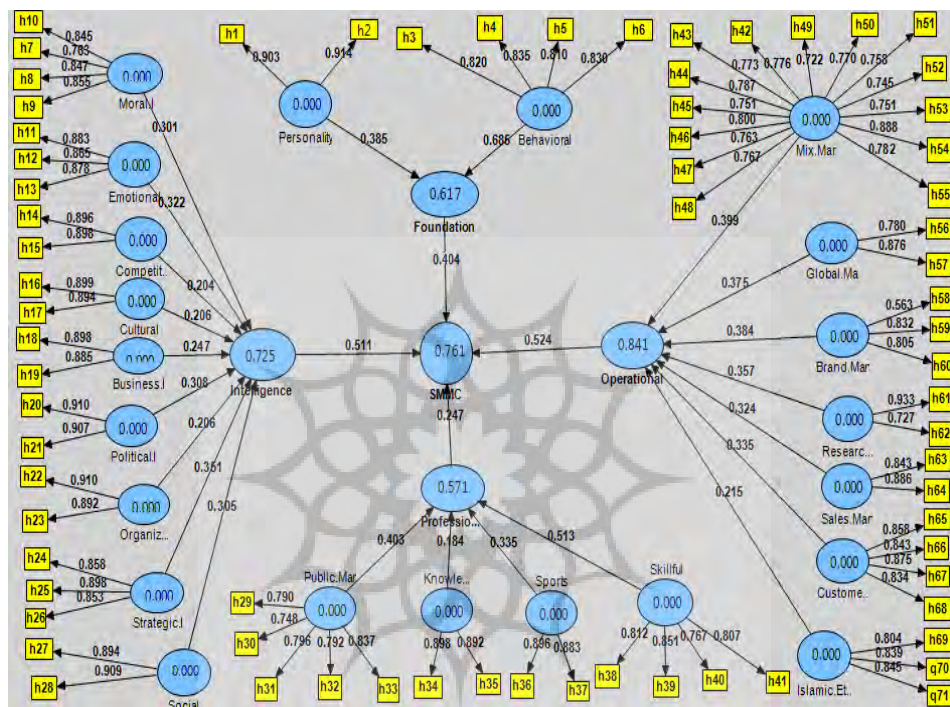 h10
0.845
h7
0.783
0.847
h8
0.855
h9
0.000
Moral.I
0.301
h11
0.883
h12
0.865
h13
0.878
0.000
Emotional
0.322
h14
0.896
h15
0.898
0.000
Competit..
0.204
h16
0.899
h17
0.894
0.000
Cultural
0.206
h18
0.898
h19
0.885
0.000
Business.I
0.247
h20
0.910
h21
0.907
0.000
Political.I
0.308
h22
0.910
h23
0.892
0.000
Organiz...
0.206
h24
0.858
h25
0.898
h26
0.853
0.000
Strategic.I
0.351
h27
0.894
h28
0.909
0.000
Social
0.305
0.725
Intelligence
0.511
h1
0.903
h2
0.914
0.000
Personality
0.385
h3
0.820
h4
0.835
h5
0.810
h6
0.830
0.000
Behavioral
0.685
0.617
Foundation
0.404
0.761
SMMC
0.247
0.524
0.571
Professio...
0.403
0.184
0.335
0.513
Public.Mar
0.000
h29
0.790
h30
0.748
0.796
0.792
0.837
h31
h32
h33
Knowle...
0.000
0.898
0.892
h34
h35
Sports
0.000
0.896
0.883
h36
h37
Skillful
0.000
0.812
0.851
0.767
0.807
h38
h39
h40
h41
0.841
Operational
h43
h42
h49
h50
h51
0.773
0.776
0.722
0.770
0.758
h44
0.787
0.745
h52
h45
0.751
0.751
h53
h46
0.800
0.888
h54
h47
0.763
0.782
h55
h48
0.767
0.000
Mix.Mar
0.399
h56
0.780
h57
0.876
0.000
Global.Ma
0.375
h58
0.563
h59
0.832
h60
0.805
0.000
Brand.Mar
0.384
h61
0.933
h62
0.727
0.000
Researc...
0.357
h63
0.843
h64
0.886
0.000
Sales.Mar
0.324
h65
0.858
h66
0.843
h67
0.875
h68
0.834
0.000
Custome...
0.335
h69
0.804
q70
0.839
q71
0.845
0.000
Islamic.Et..
0.215